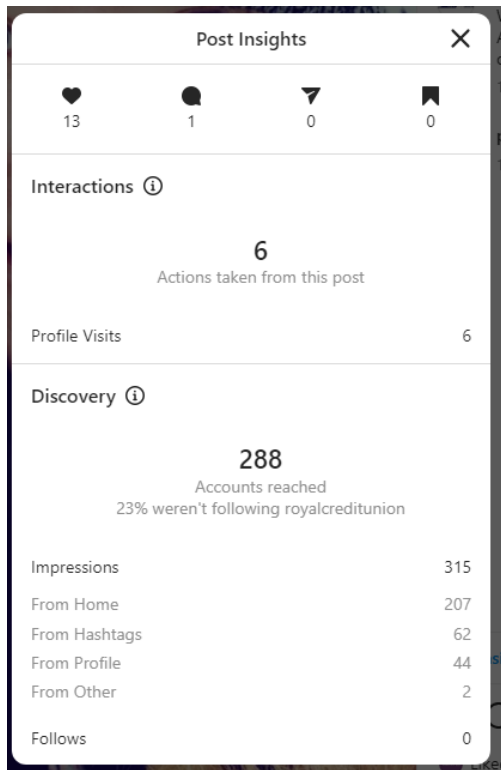 Post Insights
13 1 0 0
Interactions
6
Actions taken from this post
Profile Visits 6
Discovery
288
Accounts reached
23% weren't following royalcreditunion
Impressions 315
From Home 207
From Hashtags 62
From Profile 44
From Other 2
Follows 0